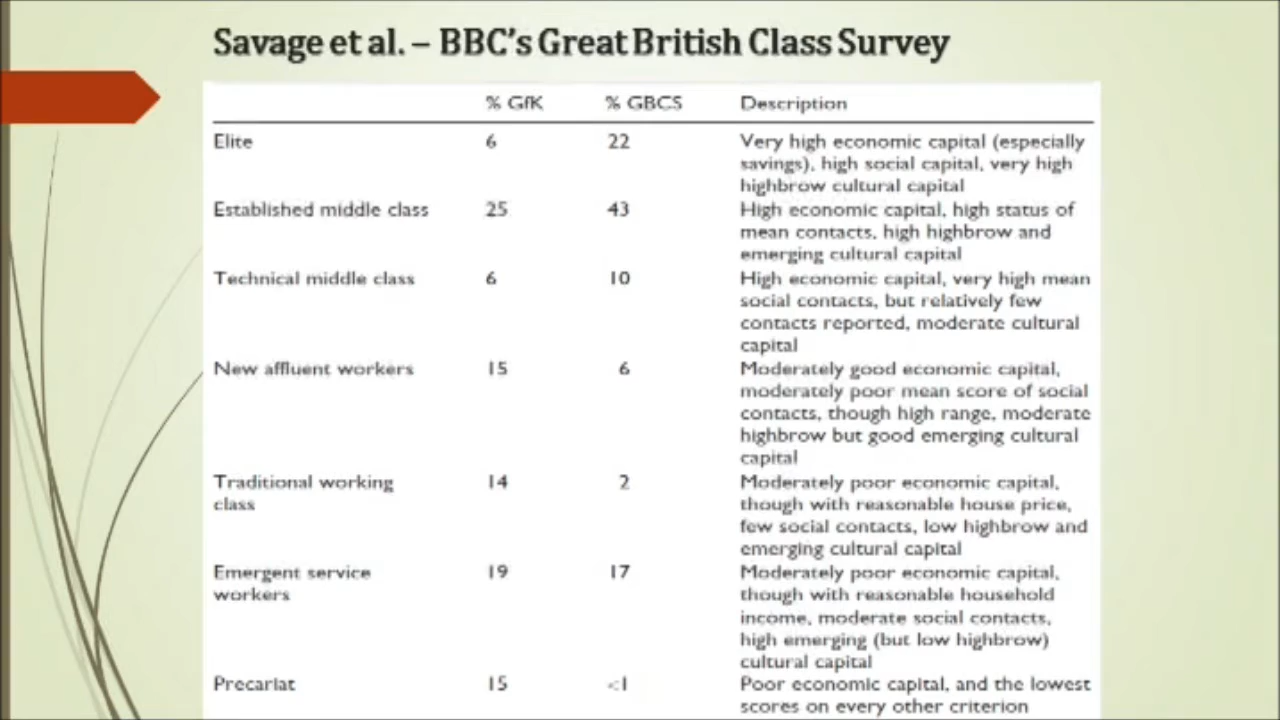 Savage et al. – BBC's Great British Class Survey
% GfK % GBCS Description
Elite 6 22 Very high economic capital (especially
savings), high social capital, very high
highbrow cultural capital
Established middle class 25 43 High economic capital, high status of
mean contacts, high highbrow and
emerging cultural capital
Technical middle class 6 10 High economic capital, very high mean
social contacts, but relatively few
contacts reported, moderate cultural
capital
New affluent workers 15 6 Moderately good economic capital,
moderately poor mean score of social
contacts, though high range, moderate
highbrow but good emerging cultural
capital
Traditional working 14 2 Moderately poor economic capital,
class though with reasonable house price,
few social contacts, low highbrow and
emerging cultural capital
Emergent service 19 17 Moderately poor economic capital,
workers though with reasonable household
income, moderate social contacts,
high emerging (but low highbrow)
cultural capital
Precariat 15 <1 Poor economic capital, and the lowest
scores on every other criterion